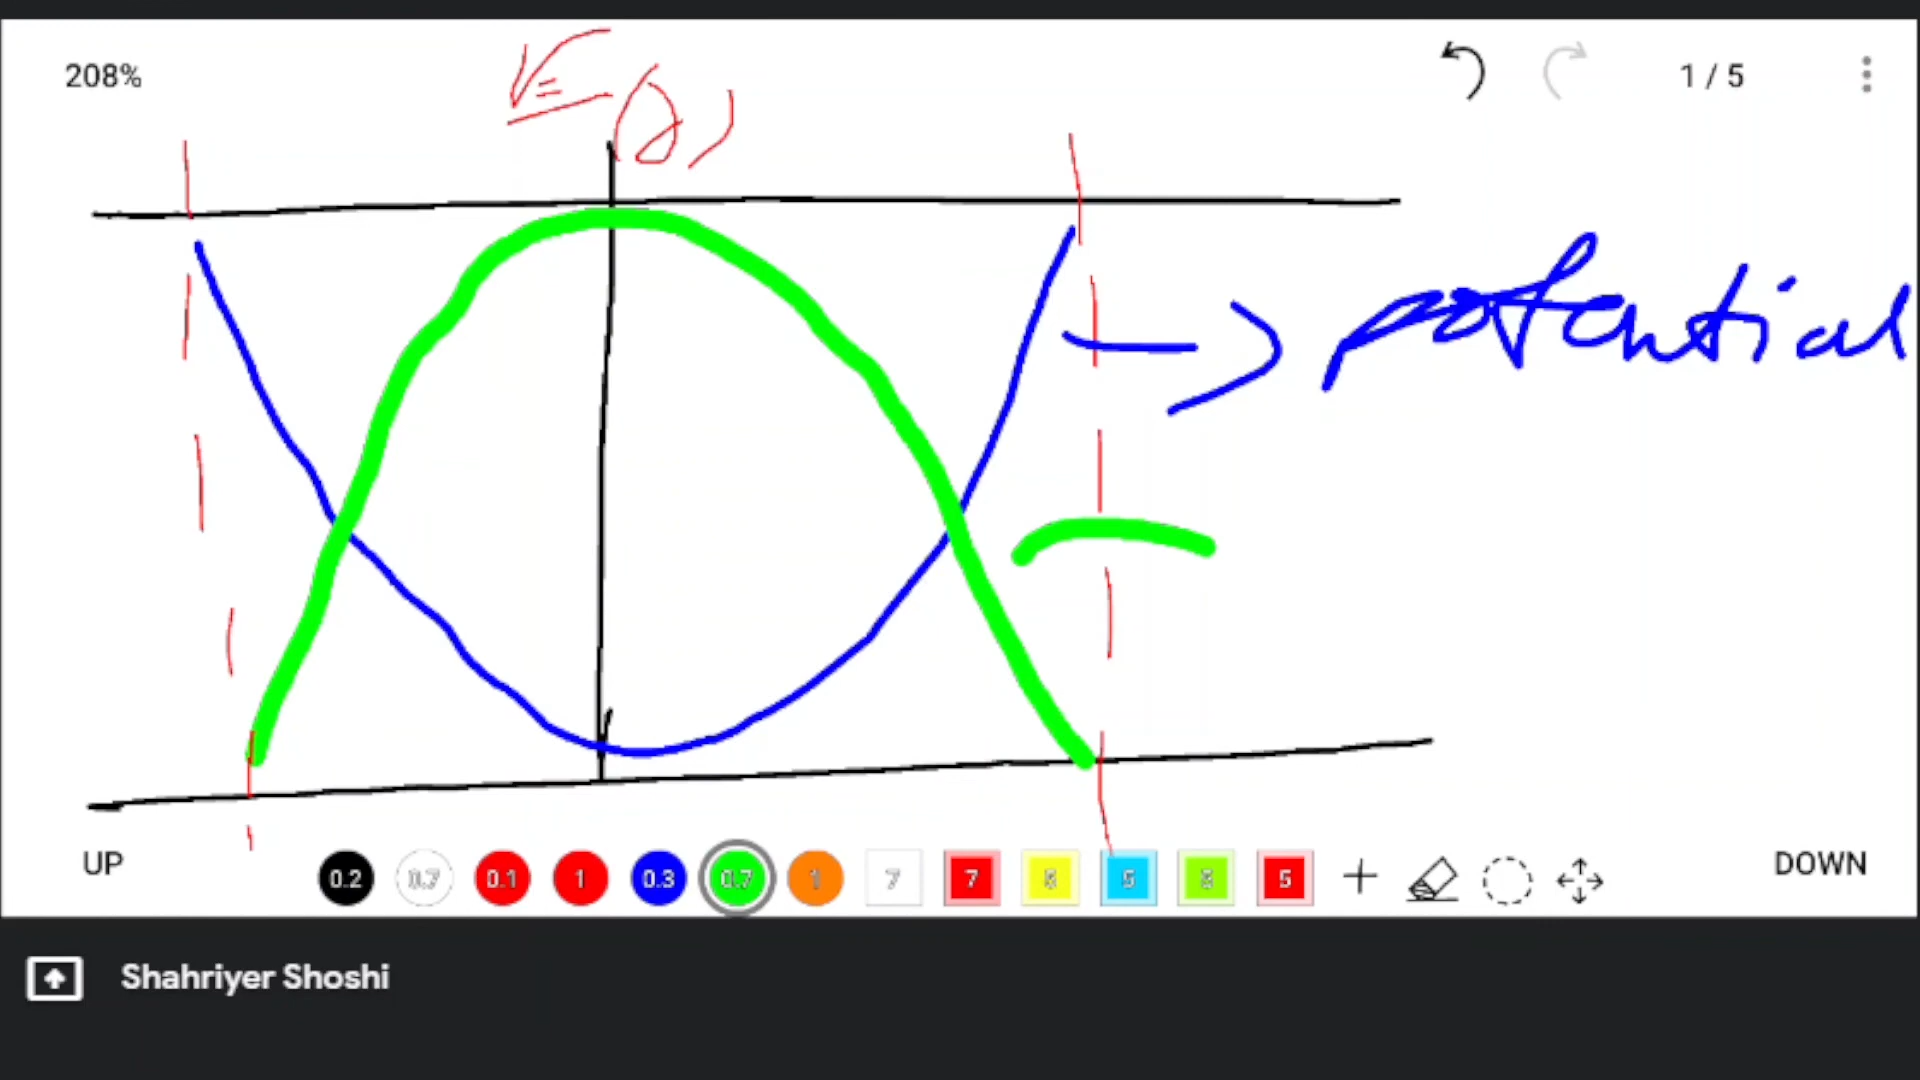 208%
1 / 5
potential
UP
0.2 0.7 0.1 1 0.3 0.7 1 7 7 8 5 8 5
DOWN
Shahriyer Shoshi